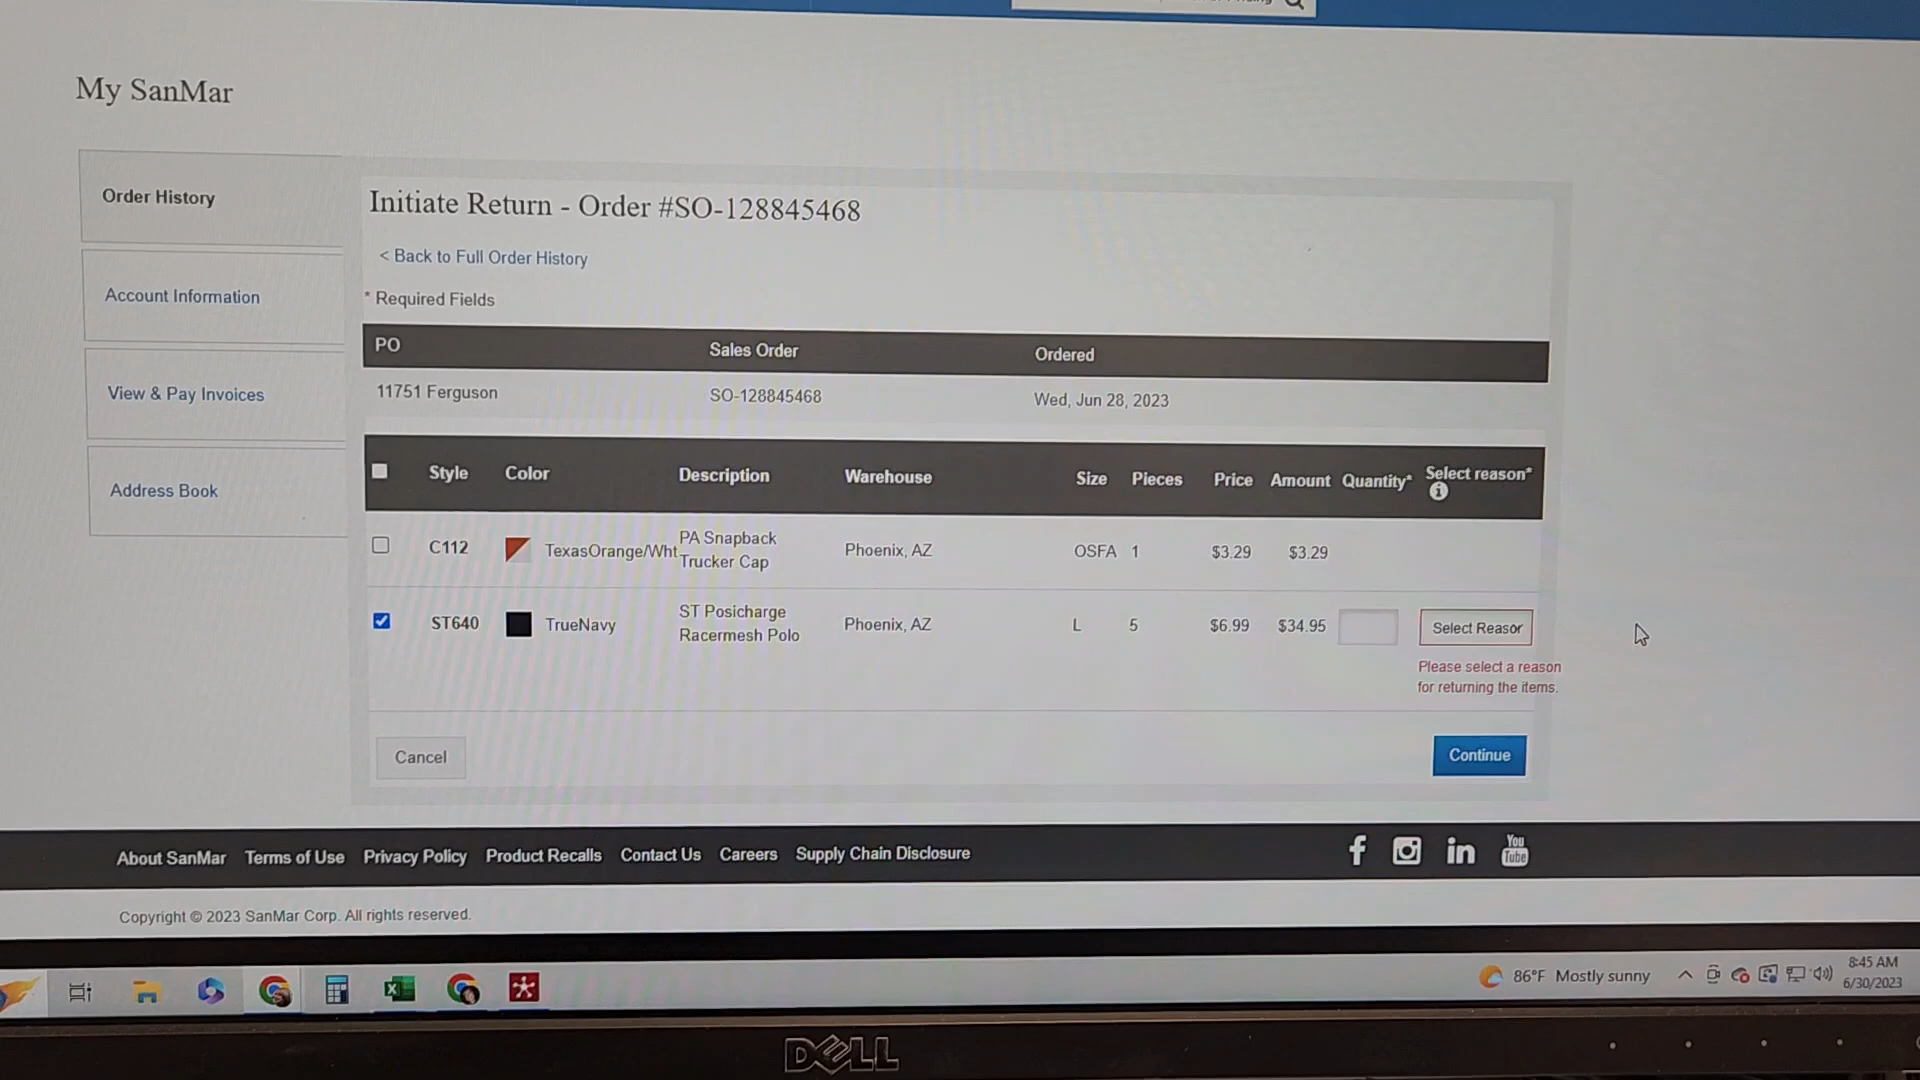 My SanMar
Order History
Account Information
View & Pay Invoices
Address Book
Initiate Return - Order #SO-128845468
< Back to Full Order History
* Required Fields
PO Sales Order Ordered
11751 Ferguson SO-128845468 Wed, Jun 28, 2023
Style Color Description Warehouse Size Pieces Price Amount Quantity* Select reason*
C112 TexasOrange/Wht PA Snapback Trucker Cap Phoenix, AZ OSFA 1 $3.29 $3.29
ST640 TrueNavy ST Posicharge Racermesh Polo Phoenix, AZ L 5 $6.99 $34.95 Select Reasor
Please select a reason
for returning the items.
Cancel Continue
About SanMar Terms of Use Privacy Policy Product Recalls Contact Us Careers Supply Chain Disclosure
You
Tube
Copyright © 2023 SanMar Corp. All rights reserved.
86°F Mostly sunny
8:45 AM
6/30/2023
DELL